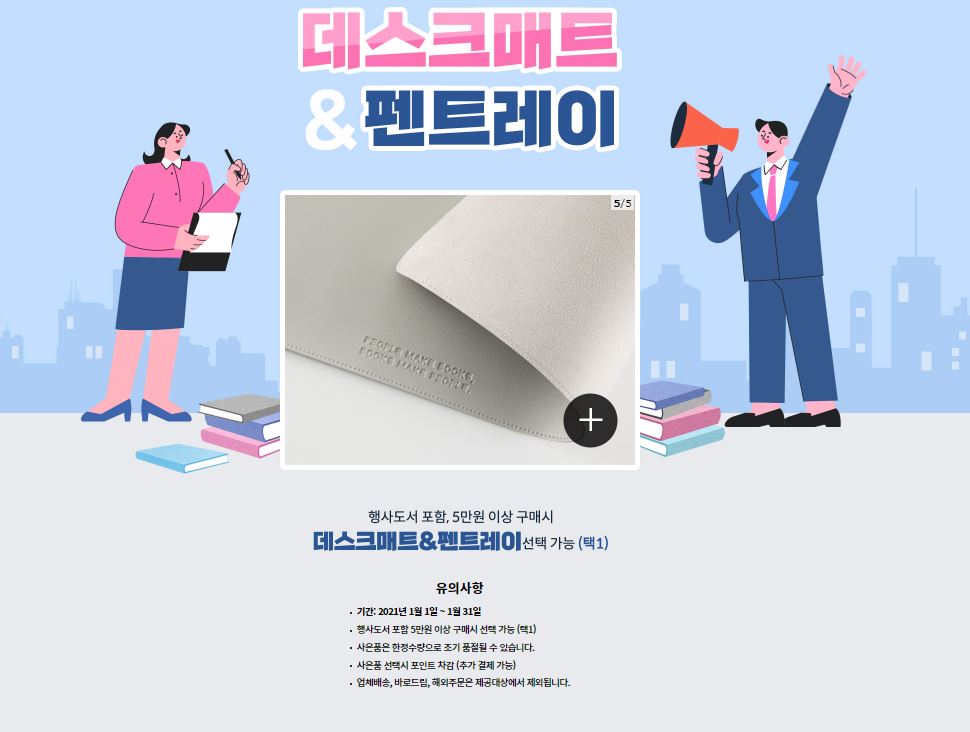 데스크매트
&펜트레이
5/5
PEOPLE MAKE BOOKS,
BOOKS MAKE PEOPLE,
행사도서 포함, 5만원 이상 구매시
데스크매트&펜트레이선택 가능 (택1)
유의사항
· 기간: 2021년 1월 1일 ~ 1월 31일
· 행사도서 포함 5만원 이상 구매시 선택 가능 (택1)
· 사은품은 한정수량으로 조기 품절될 수 있습니다.
· 사은품 선택시 포인트 차감 (추가 결제 가능)
· 업체배송, 바로드림, 해외주문은 제공대상에서 제외됩니다.